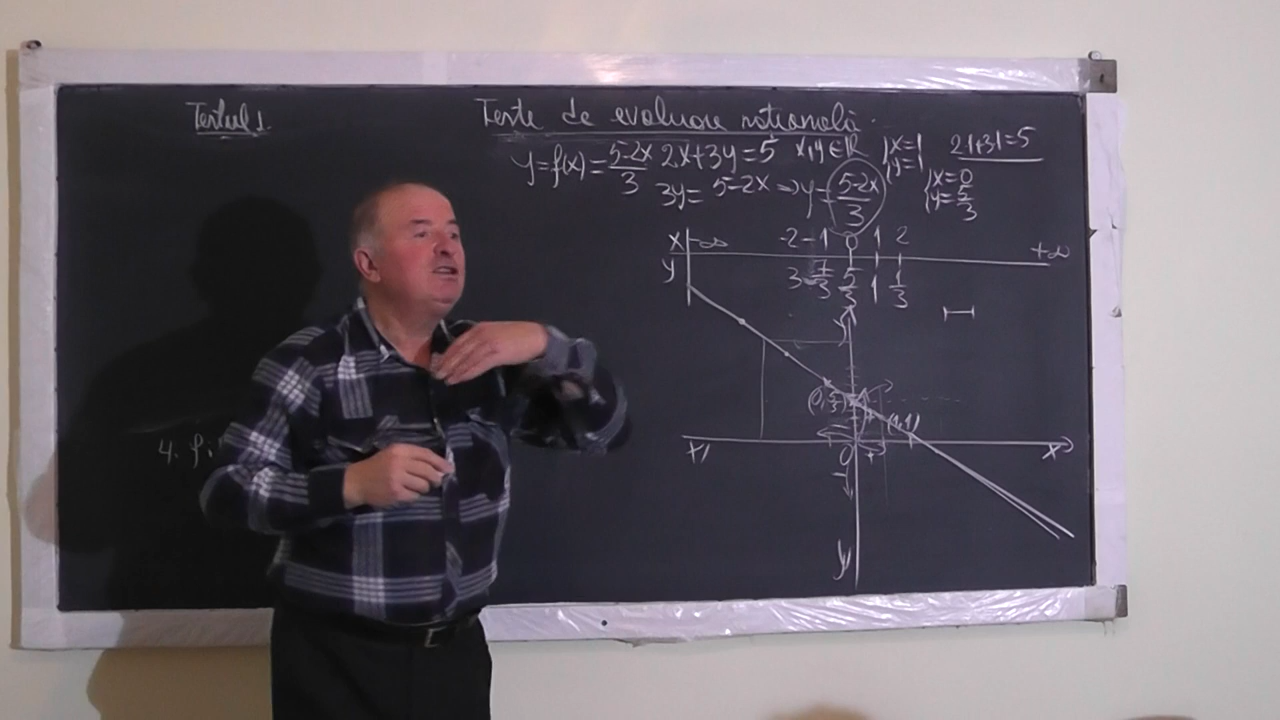 Testul 1.
Teste de evaluare națională.
y=f(x)=5-2x/3 2x+3y=5 x,y∈R {x=1 y=1 2·1+3·1=5
3y=5-2x ⇒ y=5-2x/3 {x=0 y=5/3
x -∞ -2 -1 0 1 2 +∞
y 3 7/3 5/3 1 1/3
y
(0,5/3)
(1,1)
x' 0 + x
-
y'
4. f: